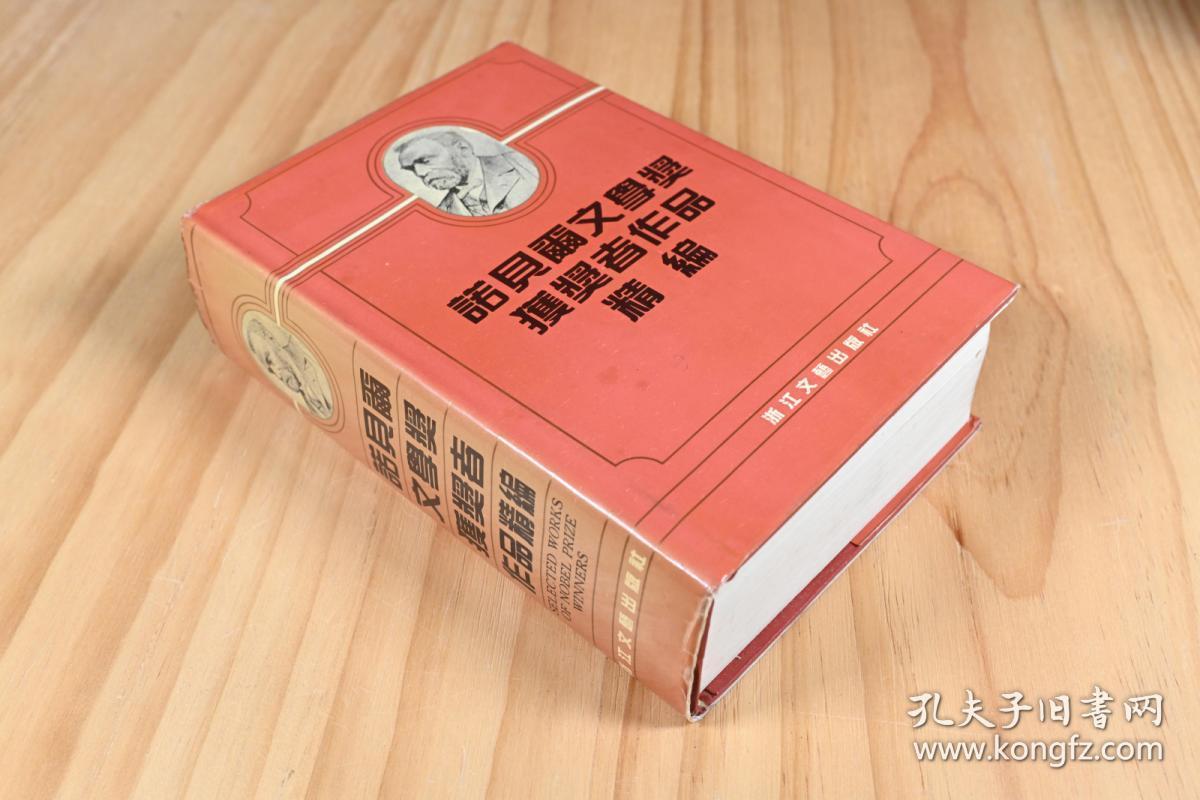 諾貝爾文學獎
獲獎者作品
精編
浙江文藝出版社
諾貝爾
文學獎
獲獎者
作品精編
SELECTED WORKS
OF NOBEL PRIZE
WINNERS
浙江文藝出版社
孔夫子旧书网
www.kongfz.com